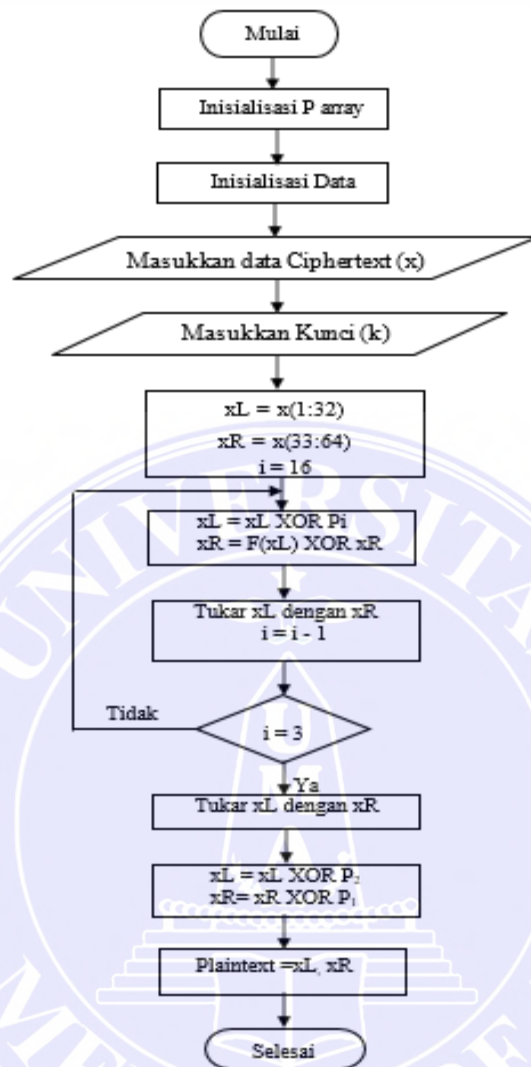 Mulai
Inisialisasi P array
Inisialisasi Data
Masukkan data Ciphertext (x)
Masukkan Kunci (k)
xL = x(1:32)
xR = x(33:64)
i = 16
xL = xL XOR Pi
xR = F(xL) XOR xR
Tukar xL dengan xR
i = i - 1
Tidak
i = 3
Ya
Tukar xL dengan xR
xL = xL XOR P₂
xR= xR XOR P₁
Plaintext =xL, xR
Selesai
UNIVERSITA
UMA